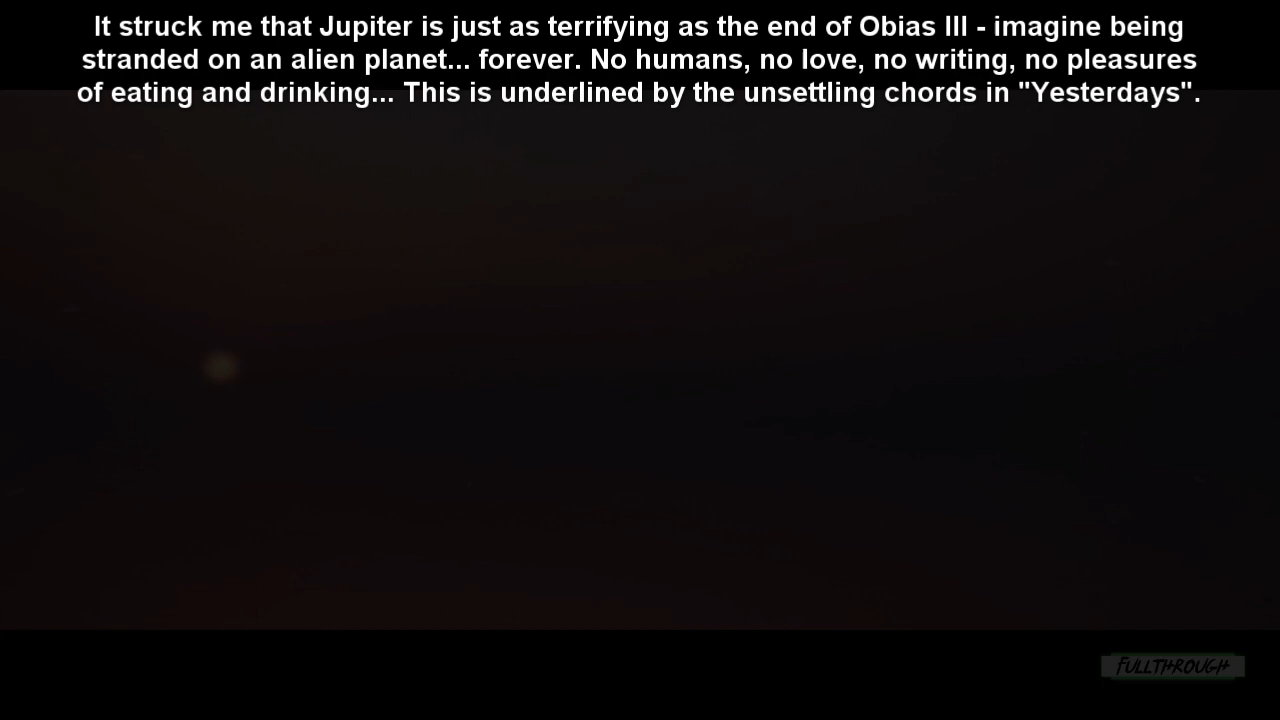 It struck me that Jupiter is just as terrifying as the end of Obias III - imagine being
stranded on an alien planet... forever. No humans, no love, no writing, no pleasures
of eating and drinking... This is underlined by the unsettling chords in "Yesterdays".
FULLTHROUGH